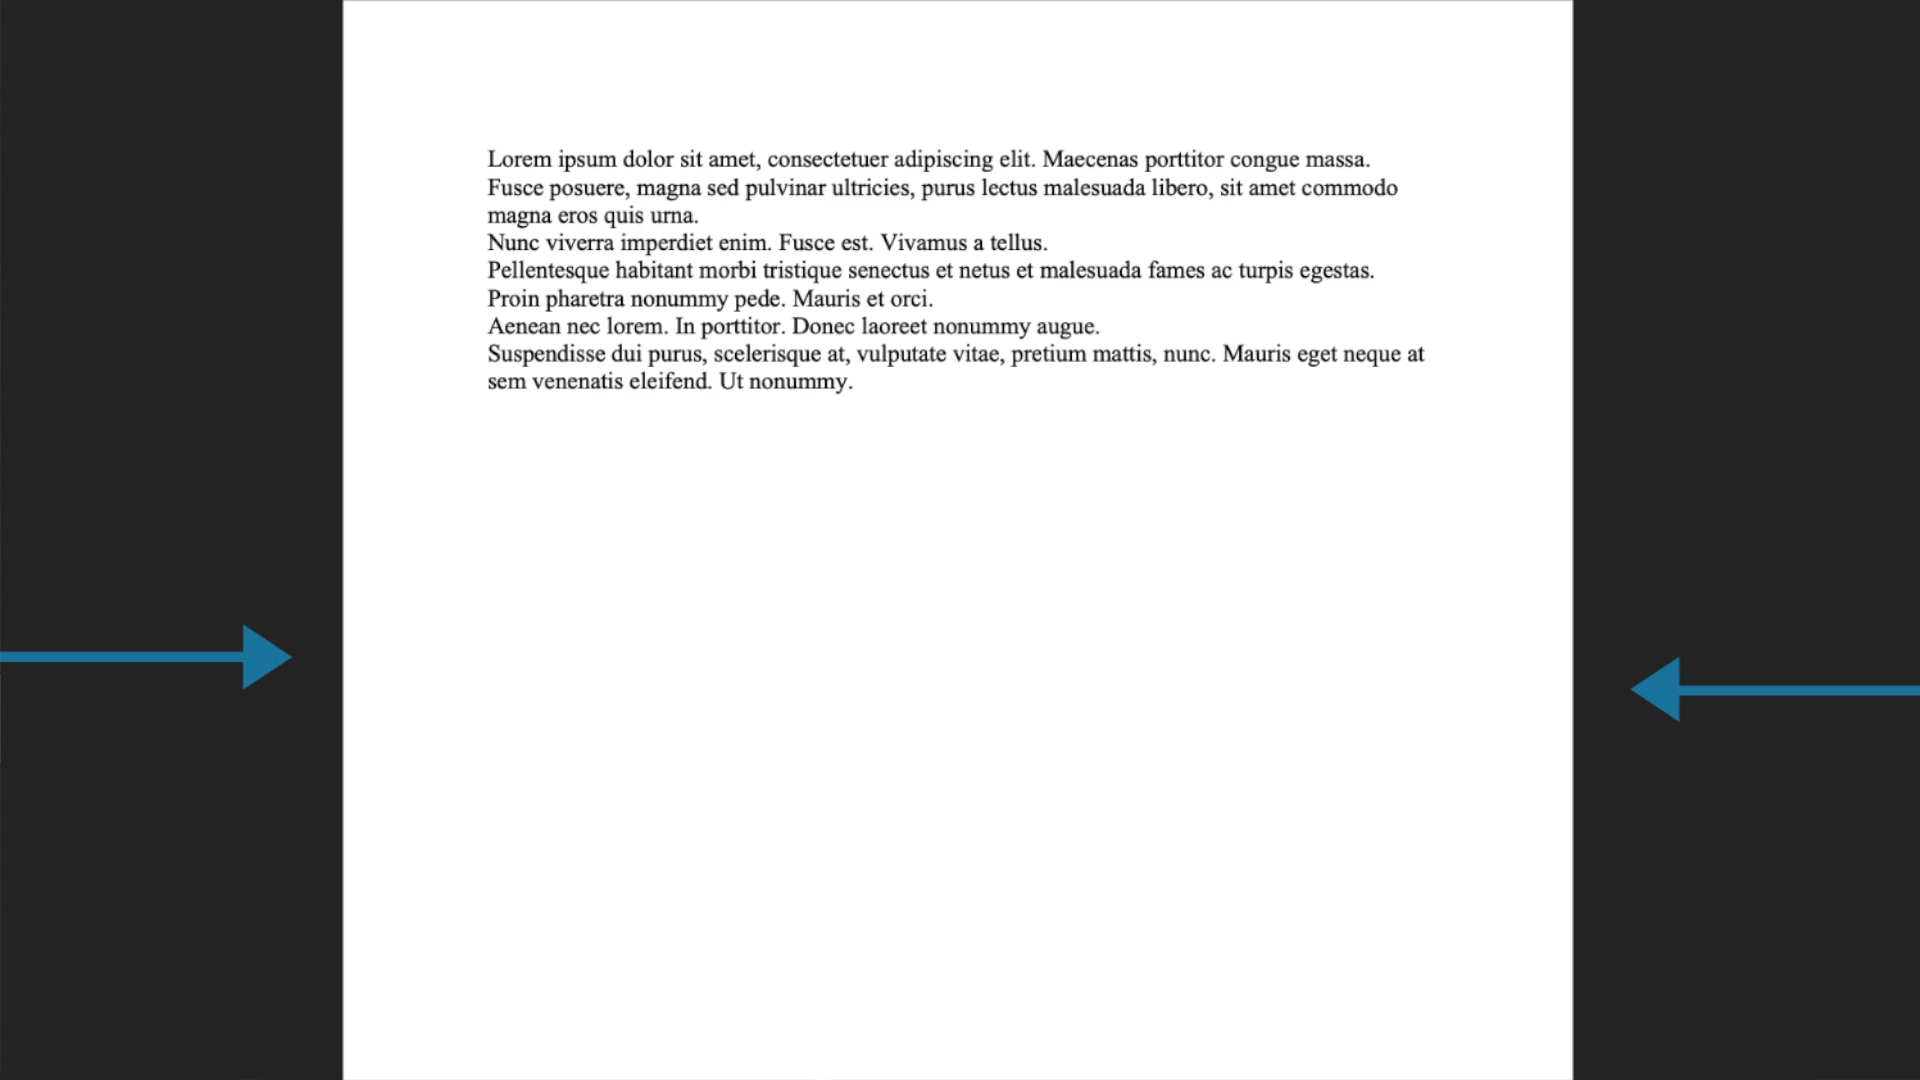 Lorem ipsum dolor sit amet, consectetuer adipiscing elit. Maecenas porttitor congue massa.
Fusce posuere, magna sed pulvinar ultricies, purus lectus malesuada libero, sit amet commodo
magna eros quis urna.
Nunc viverra imperdiet enim. Fusce est. Vivamus a tellus.
Pellentesque habitant morbi tristique senectus et netus et malesuada fames ac turpis egestas.
Proin pharetra nonummy pede. Mauris et orci.
Aenean nec lorem. In porttitor. Donec laoreet nonummy augue.
Suspendisse dui purus, scelerisque at, vulputate vitae, pretium mattis, nunc. Mauris eget neque at
sem venenatis eleifend. Ut nonummy.